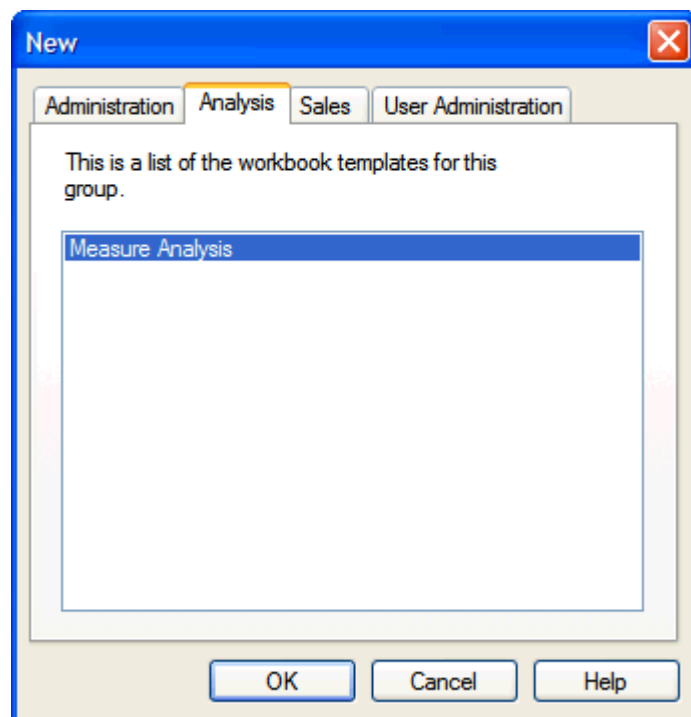 New
Administration Analysis Sales User Administration
This is a list of the workbook templates for this
group.
Measure Analysis
OK Cancel Help